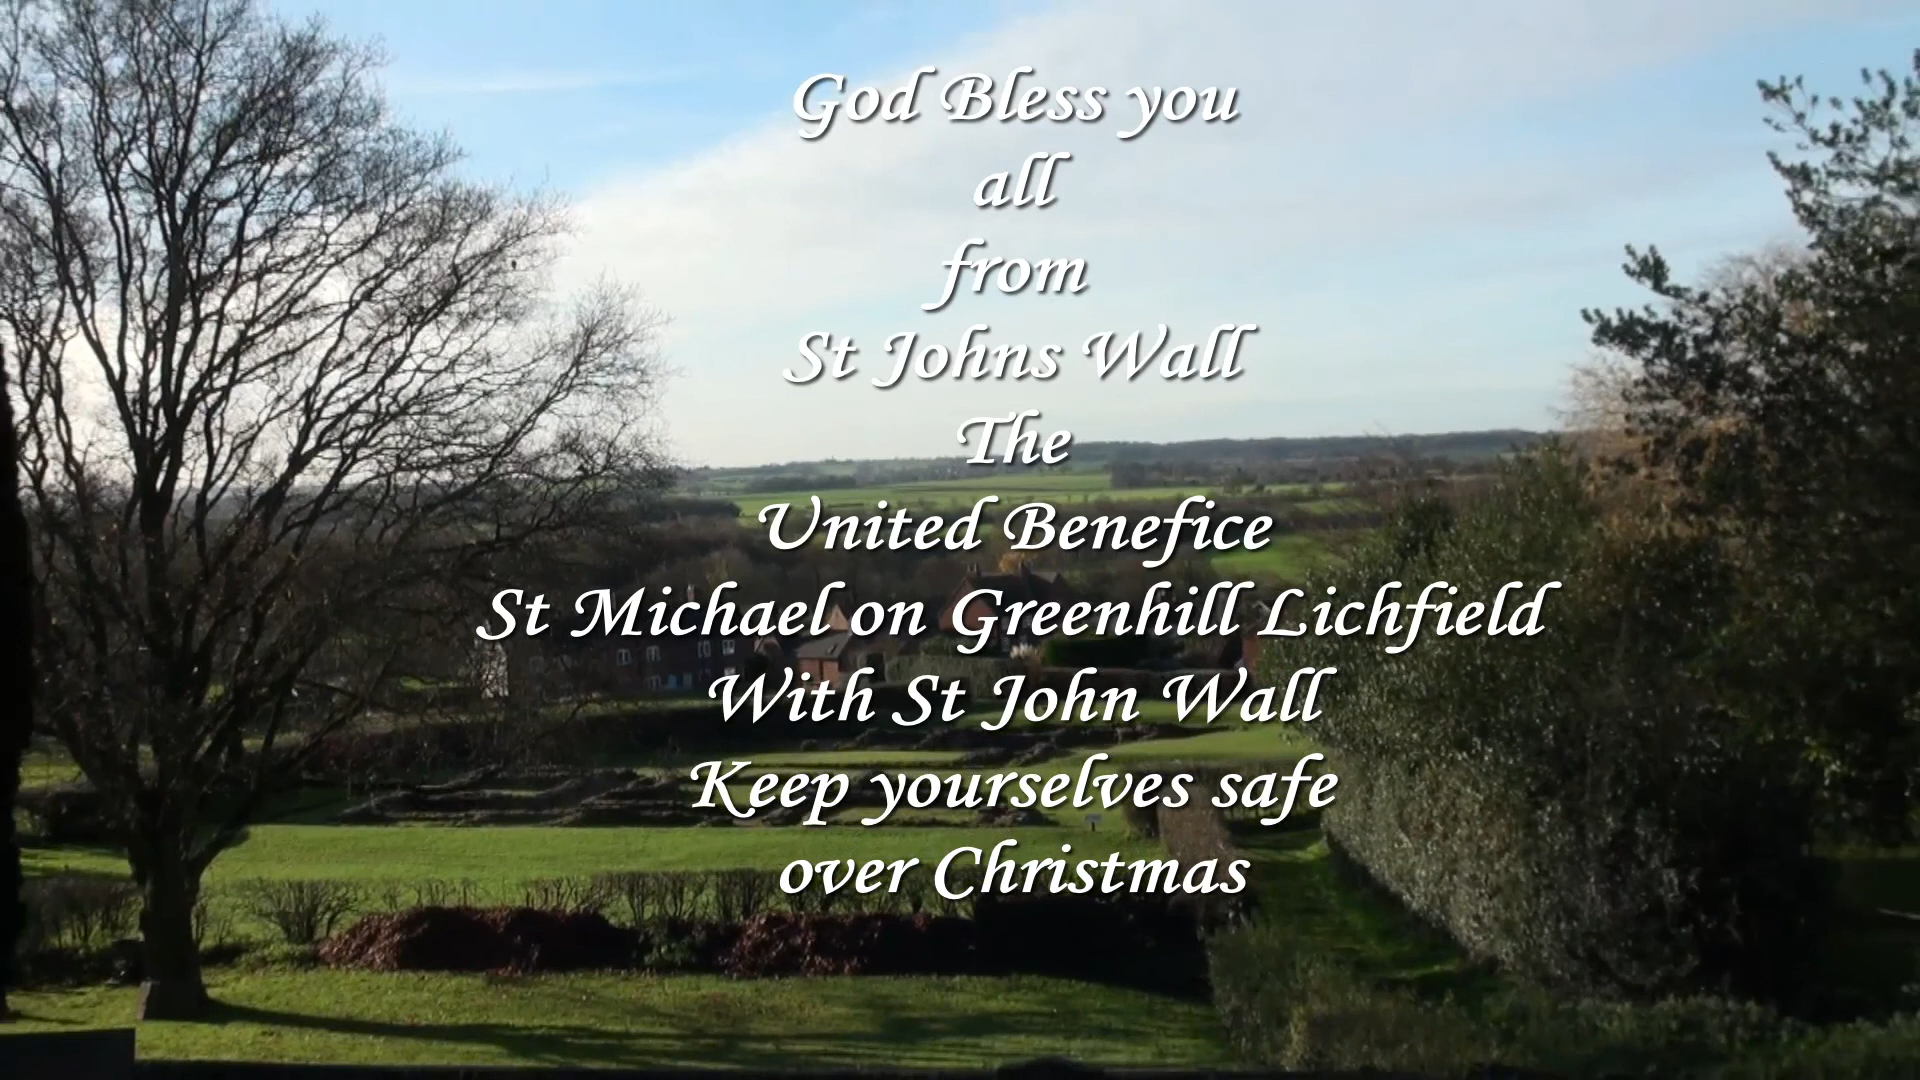 God Bless you
all
from
St Johns Wall
The
United Benefice
St Michael on Greenhill Lichfield
With St John Wall
Keep yourselves safe
over Christmas